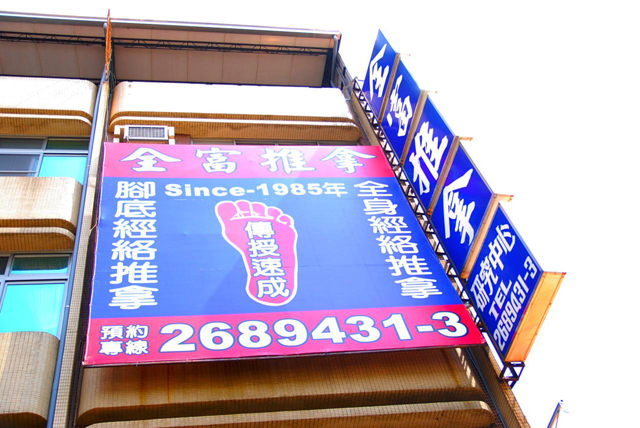 全富推拿
Since-1985年
腳底經絡推拿
傳授速成
全身經絡推拿
預約
專線
2689431-3
全富推拿
研究中心
TEL
2689431-3